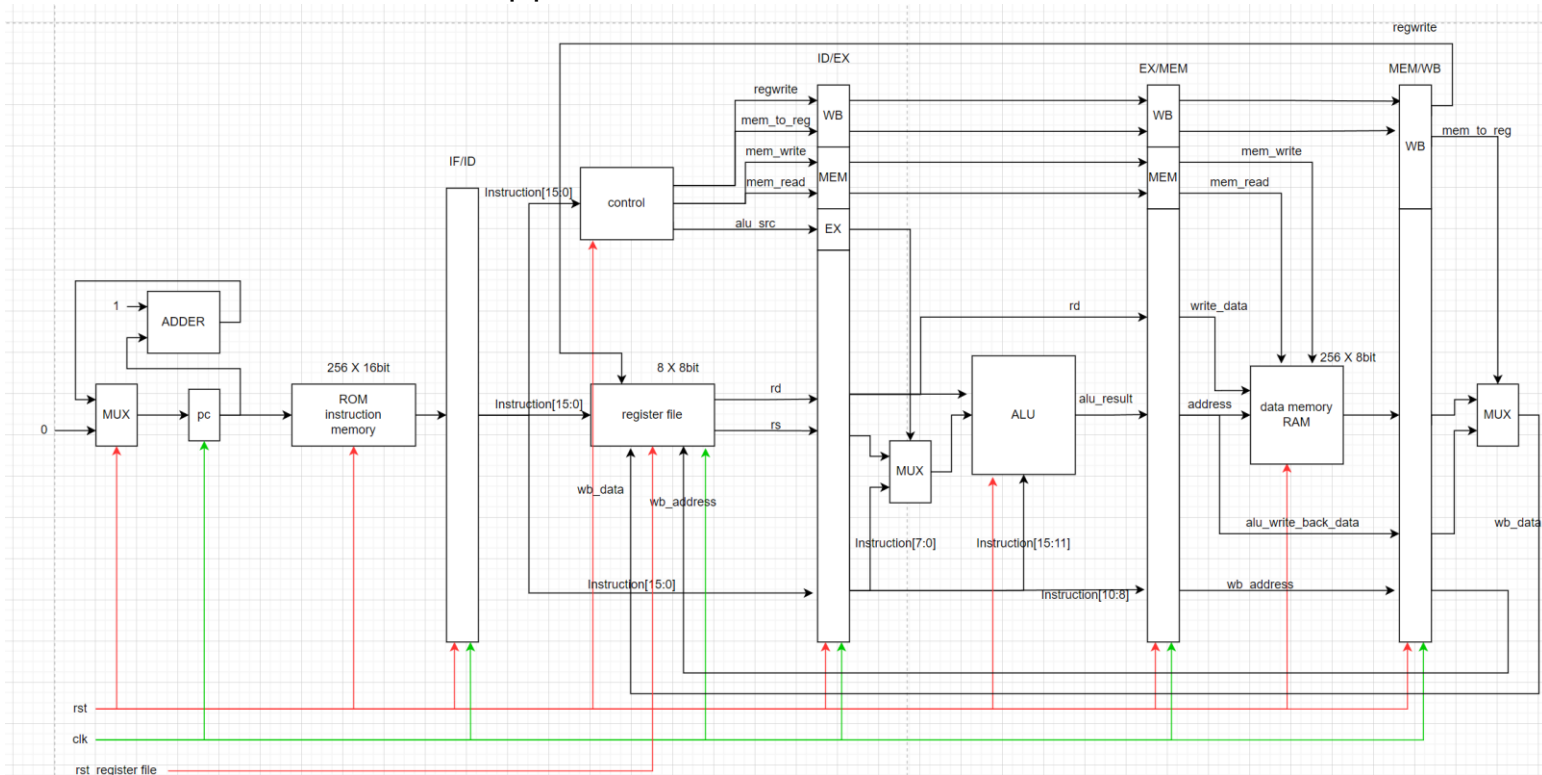 regwrite
ID/EX
EX/MEM
MEM/WB
regwrite
WB
WB
mem_to_reg
mem_to_reg
WB
IF/ID
mem_write
mem_write
Instruction[15:0]
MEM
MEM
mem_read
mem_read
control
alu_src
EX
1
ADDER
rd
write_data
256 X 16bit
8 X 8bit
256 X 8bit
rd
MUX
pc
ROM
instruction
memory
Instruction[15:0]
register file
ALU
alu_result
address
data memory
RAM
MUX
0
rs
MUX
wb_data
wb_address
alu_write_back_data
wb_data
Instruction[7:0]
Instruction[15:11]
Instruction[15:0]
Instruction[10:8]
wb_address
rst
clk
rst register file